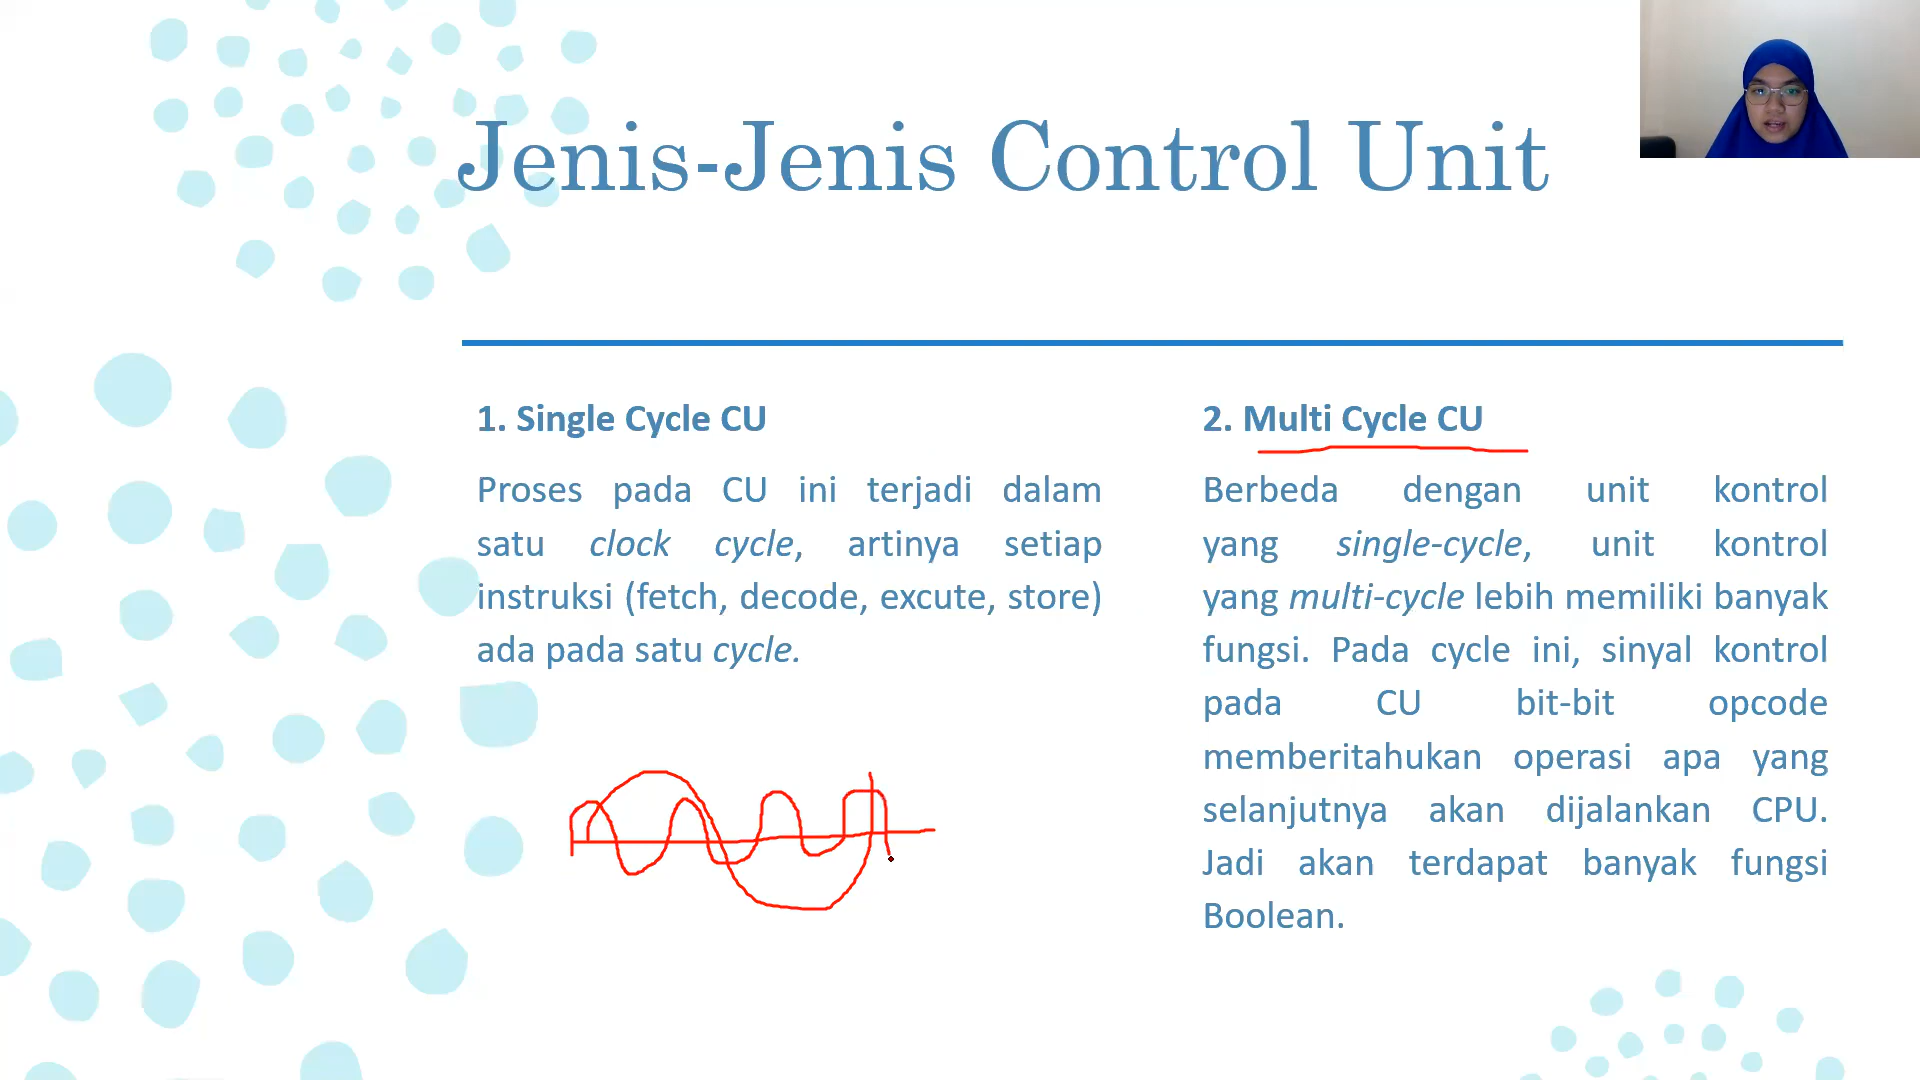 Jenis-Jenis Control Unit
1. Single Cycle CU
Proses pada CU ini terjadi dalam
satu clock cycle, artinya setiap
instruksi (fetch, decode, excute, store)
ada pada satu cycle.
2. Multi Cycle CU
Berbeda dengan unit kontrol
yang single-cycle, unit kontrol
yang multi-cycle lebih memiliki banyak
fungsi. Pada cycle ini, sinyal kontrol
pada CU bit-bit opcode
memberitahukan operasi apa yang
selanjutnya akan dijalankan CPU.
Jadi akan terdapat banyak fungsi
Boolean.